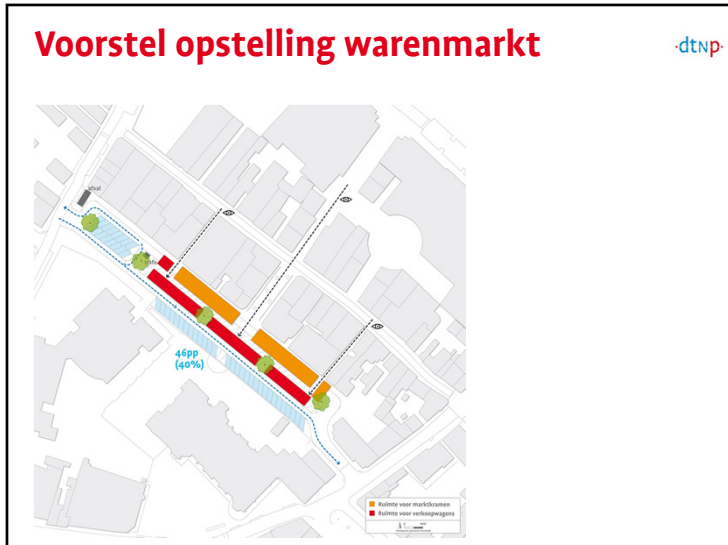 Voorstel opstelling warenmarkt
·dtnp·
afval
46pp
(40%)
Ruimte voor marktkramen
Ruimte voor verkoopwagens